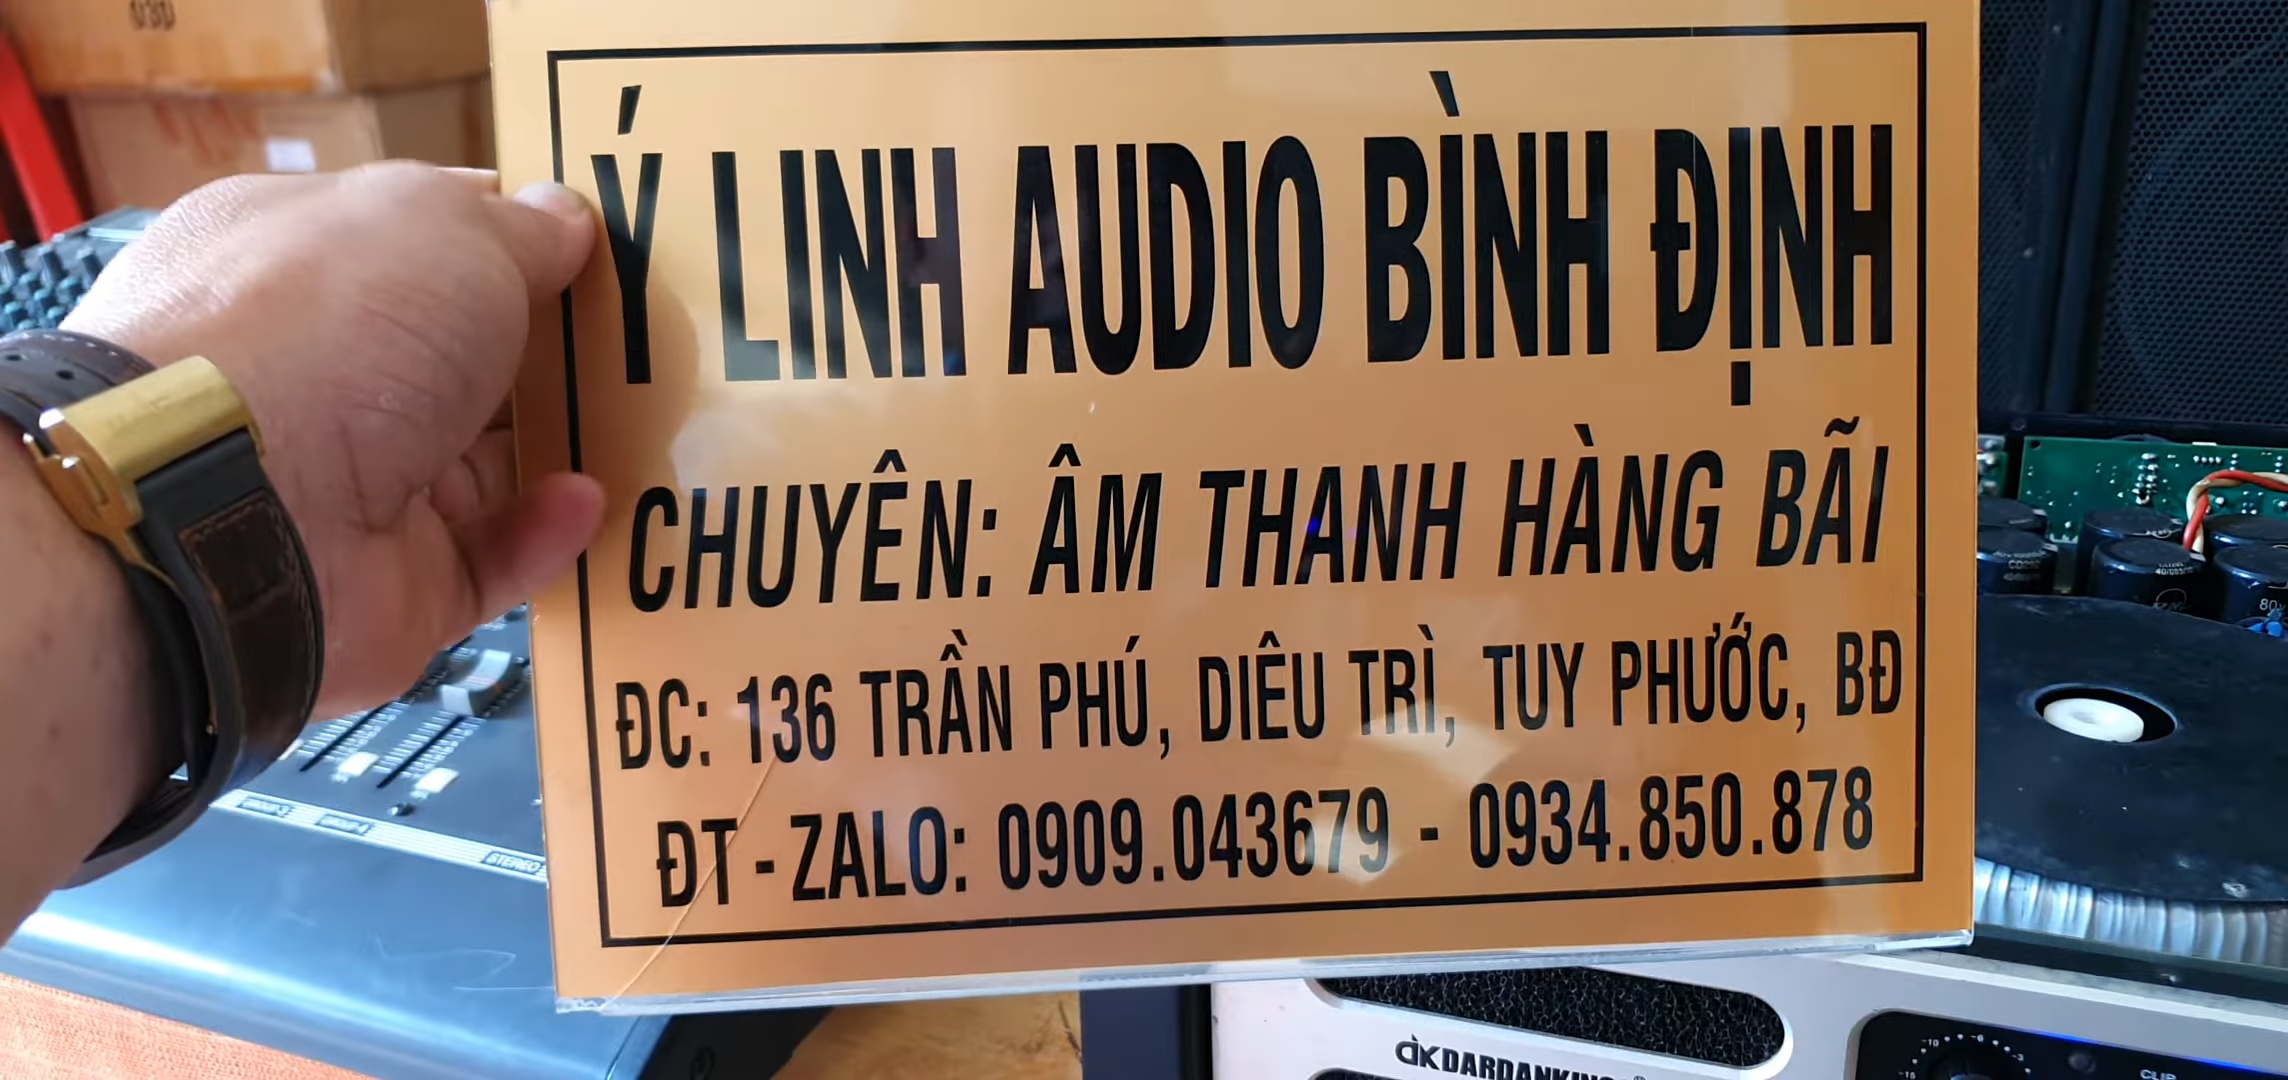 Ý LINH AUDIO BÌNH ĐỊNH
CHUYÊN: ÂM THANH HÀNG BÃI
ĐC: 136 TRẦN PHÚ, DIÊU TRÌ, TUY PHƯỚC, BĐ
ĐT - ZALO: 0909.043679 - 0934.850.878
STEREO